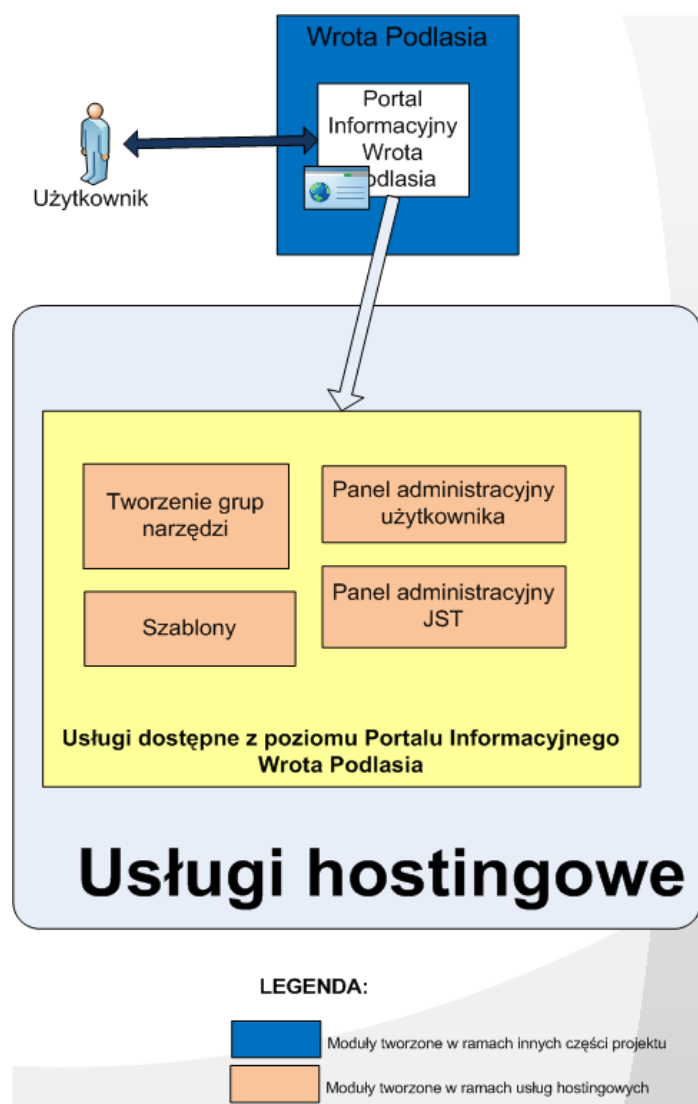 Wrota Podlasia
Portal
Informacyjny
Wrota
Podlasia
Użytkownik
Tworzenie grup
narzędzi
Panel administracyjny
użytkownika
Szablony
Panel administracyjny
JST
Usługi dostępne z poziomu Portalu Informacyjnego
Wrota Podlasia
Usługi hostingowe
LEGENDA:
Moduły tworzone w ramach innych części projektu
Moduły tworzone w ramach usług hostingowych